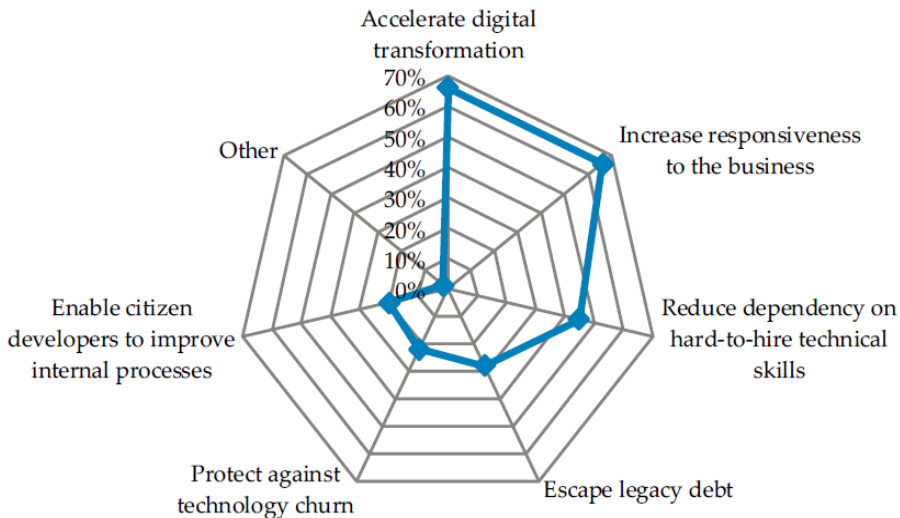 Accelerate digital
transformation
70%
60%
50%
40%
30%
20%
10%
0%
Increase responsiveness
to the business
Other
Reduce dependency on
hard-to-hire technical
skills
Enable citizen
developers to improve
internal processes
Protect against
technology churn
Escape legacy debt